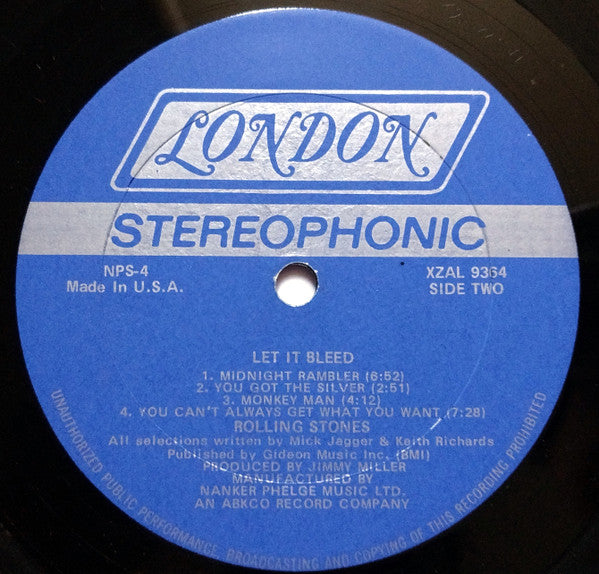 LONDON
STEREOPHONIC
NPS-4
Made In U.S.A.
XZAL 9364
SIDE TWO
LET IT BLEED
1. MIDNIGHT RAMBLER (6:52)
2. YOU GOT THE SILVER (2:51)
3. MONKEY MAN (4:12)
4. YOU CAN'T ALWAYS GET WHAT YOU WANT (7:28)
ROLLING STONES
All selections written by Mick Jagger & Keith Richards
Published by Gideon Music Inc. (BMI)
PRODUCED BY JIMMY MILLER
MANUFACTURED BY
NANKER PHELGE MUSIC LTD.
AN ABKCO RECORD COMPANY
UNAUTHORIZED PUBLIC PERFORMANCE, BROADCASTING AND COPYING OF THIS RECORDING PROHIBITED